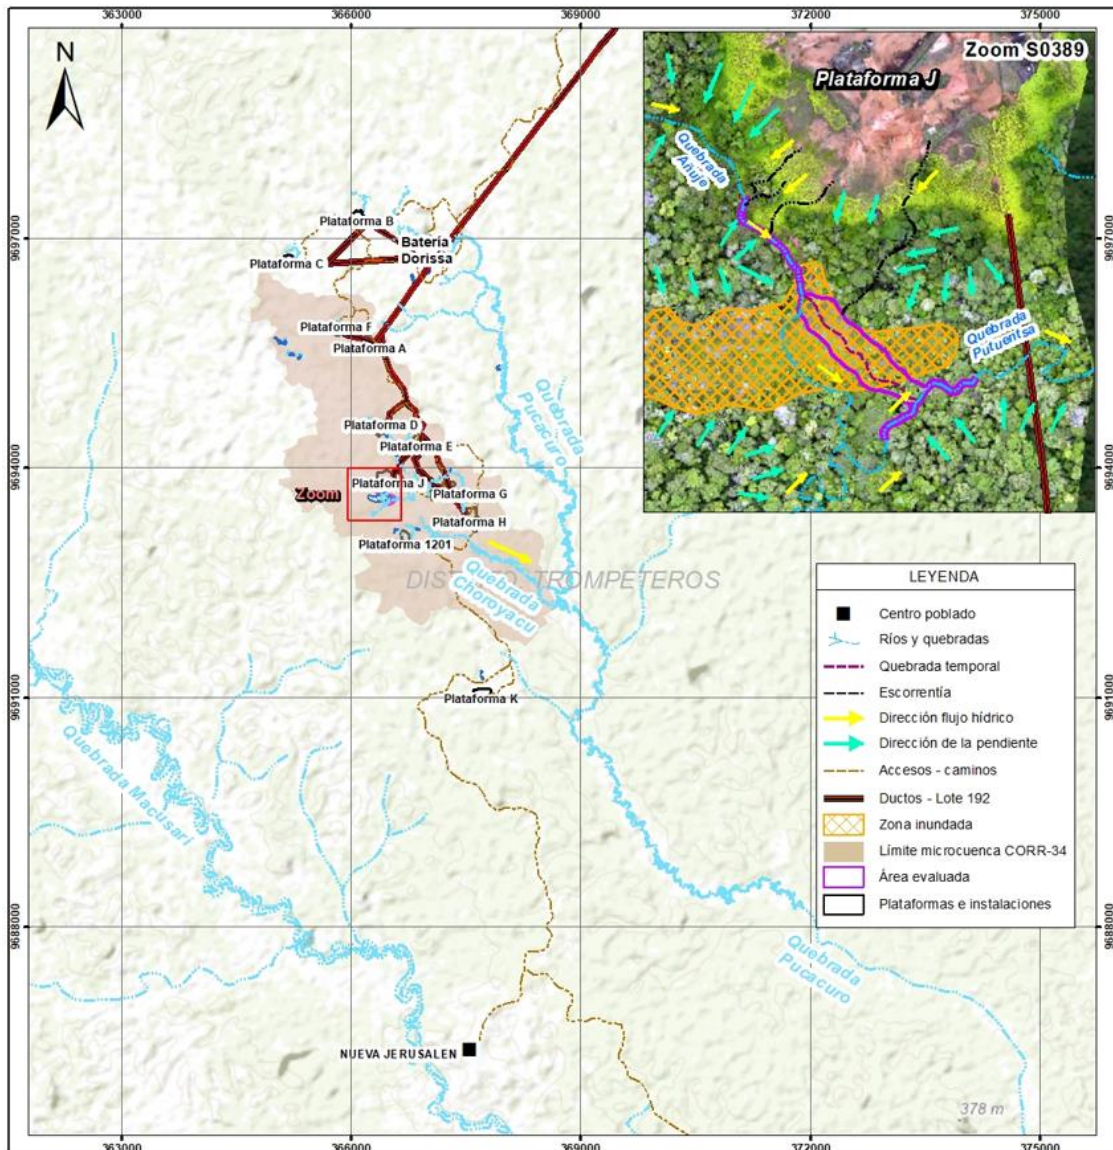 363000
366000
369000
372000
375000
N
Zoom S0389
Plataforma J
Quebrada
Añuje
Quebrada
Putuentsa
9697000
9697000
Plataforma B
Batería
Dorissa
Plataforma C
Plataforma F
Plataforma A
Quebrada
Pucacuro
Plataforma D
Plataforma E
9694000
9694000
Zoom
Plataforma J
Plataforma G
Plataforma H
Plataforma 1201
Quebrada
Choroyacu
TROMPETEROS
LEYENDA
Centro poblado
Ríos y quebradas
Quebrada temporal
Escorrentía
Dirección flujo hídrico
Dirección de la pendiente
Accesos - caminos
Ductos - Lote 192
Zona inundada
Límite microcuenca CORR-34
Área evaluada
Plataformas e instalaciones
9691000
9691000
Plataforma K
Quebrada Macusari
9688000
9688000
Quebrada
Pucacuro
NUEVA JERUSALEN
378 m
363000
366000
369000
372000
375000